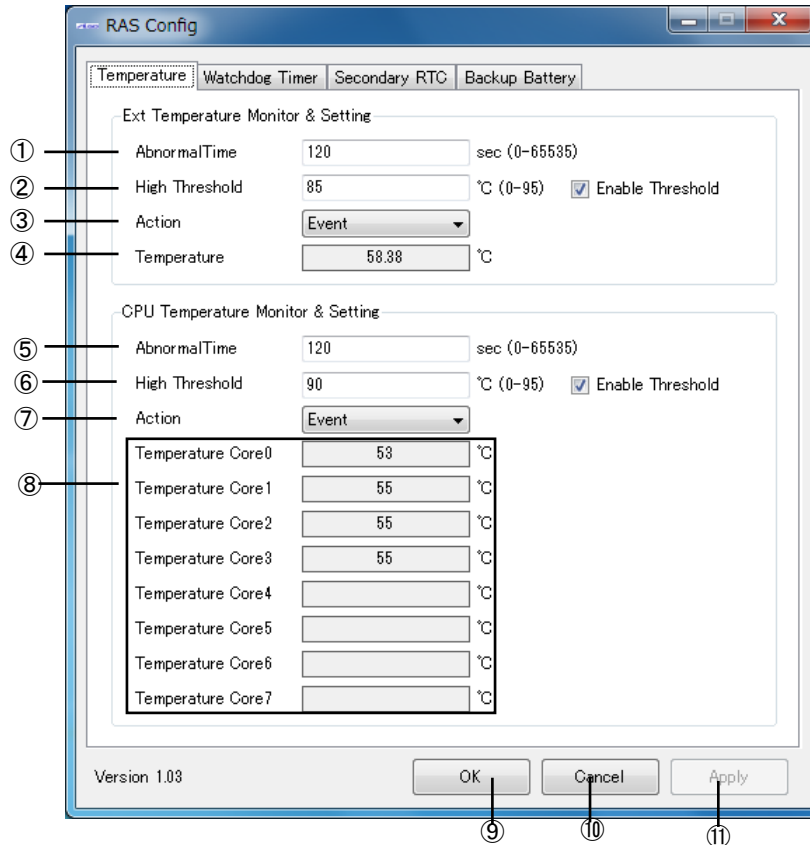 RAS Config
Temperature Watchdog Timer Secondary RTC Backup Battery
Ext Temperature Monitor & Setting
① AbnormalTime 120 sec (0-65535)
② High Threshold 85 °C (0-95) Enable Threshold
③ Action Event
④ Temperature 58.38 °C
CPU Temperature Monitor & Setting
⑤ AbnormalTime 120 sec (0-65535)
⑥ High Threshold 90 °C (0-95) Enable Threshold
⑦ Action Event
Temperature Core0 53 °C
⑧ Temperature Core1 55 °C
Temperature Core2 55 °C
Temperature Core3 55 °C
Temperature Core4 °C
Temperature Core5 °C
Temperature Core6 °C
Temperature Core7 °C
Version 1.03 OK Cancel Apply
⑨ ⑩ ⑪